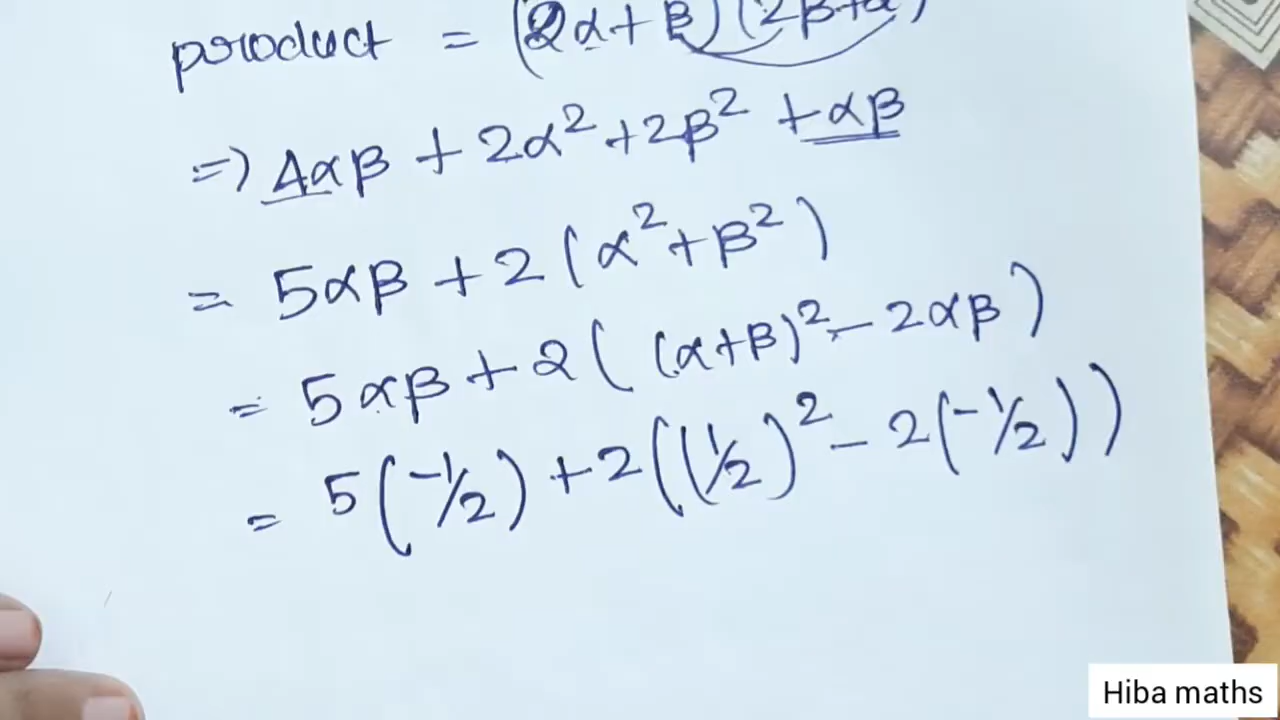 product = (2α+β)(2β+α)
=) 4αβ + 2α² + 2β² + αβ
= 5αβ + 2(α²+β²)
= 5αβ + 2((α+β)² - 2αβ)
= 5(-1/2) + 2((1/2)² - 2(-1/2))
Hiba maths